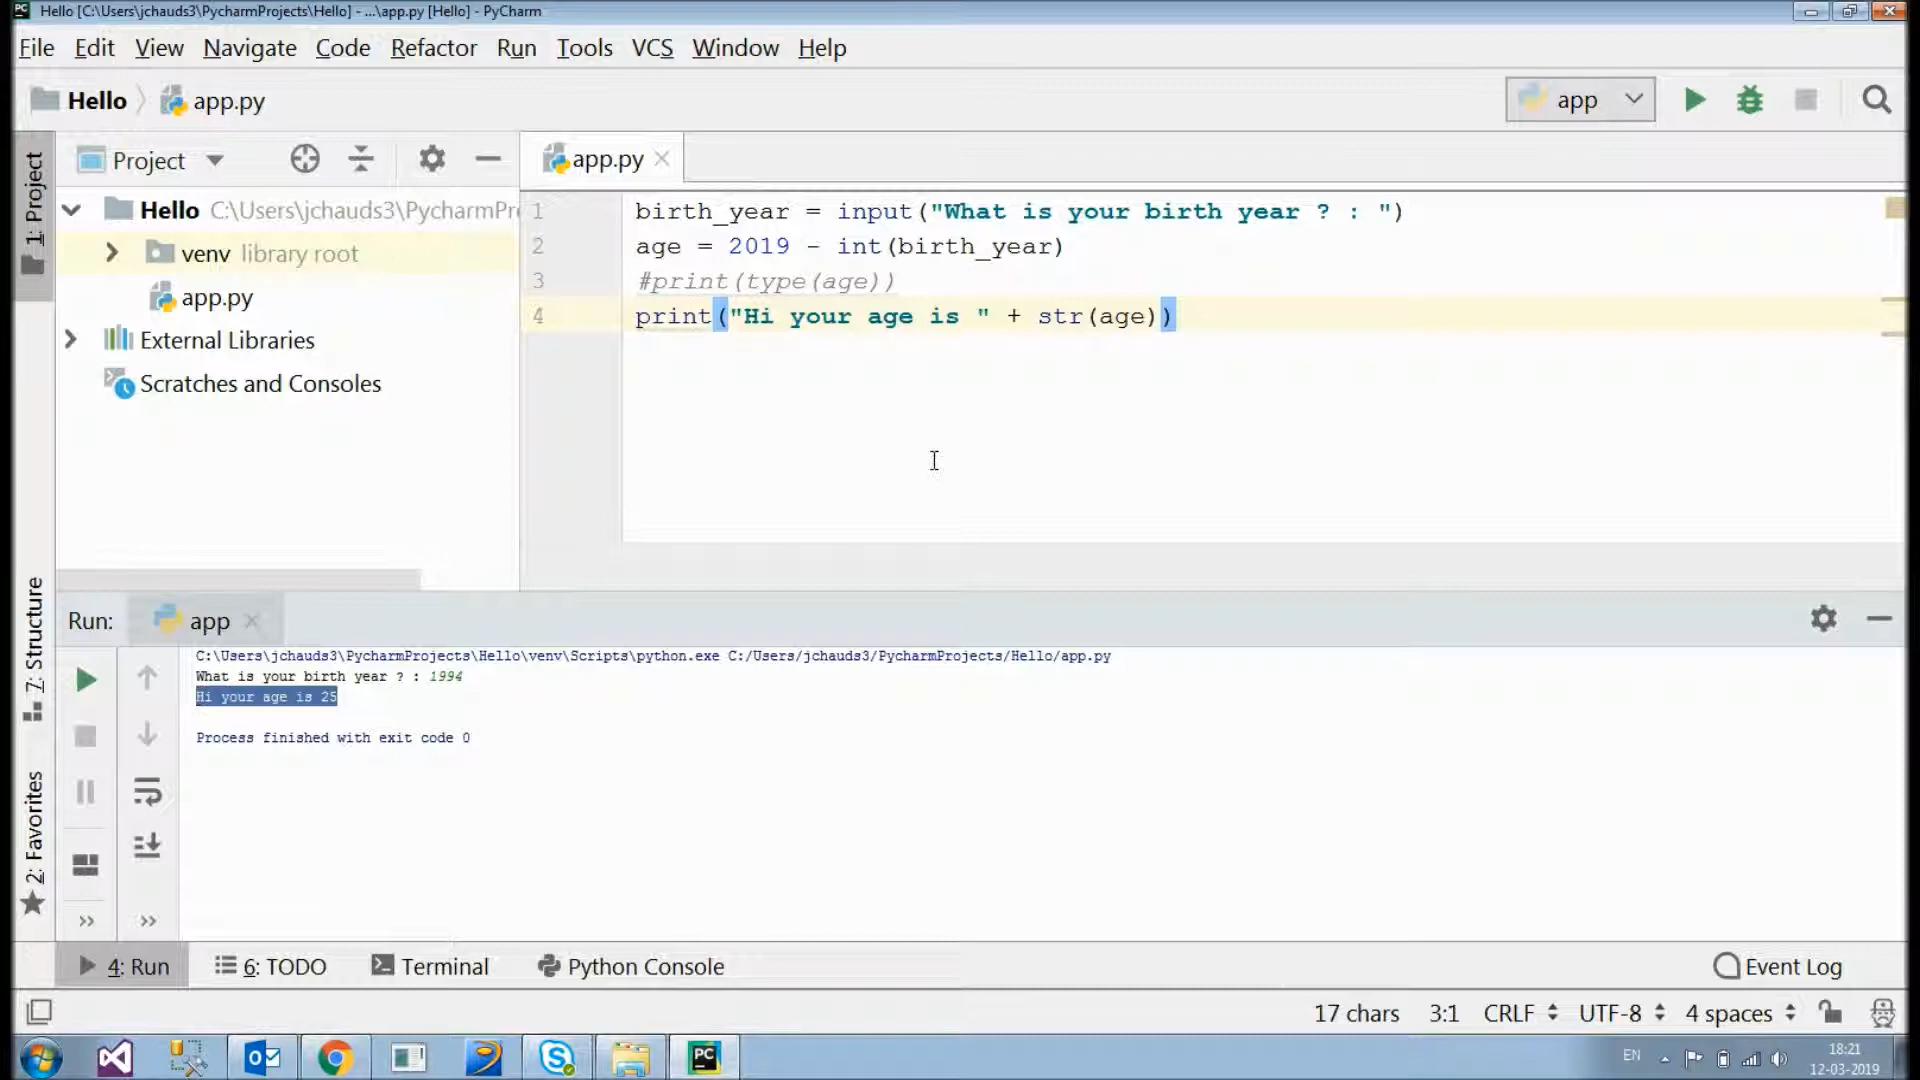 Hello [C:\Users\jchauds3\PycharmProjects\Hello] - ...\app.py [Hello] - PyCharm
File Edit View Navigate Code Refactor Run Tools VCS Window Help
Hello app.py
app
1: Project
Project
app.py
Hello C:\Users\jchauds3\PycharmPr
venv library root
app.py
External Libraries
Scratches and Consoles
1 birth_year = input("What is your birth year ? : ")
2 age = 2019 - int(birth_year)
3 #print(type(age))
4 print("Hi your age is " + str(age))
7: Structure
2: Favorites
Run: app
C:\Users\jchauds3\PycharmProjects\Hello\venv\Scripts\python.exe C:/Users/jchauds3/PycharmProjects/Hello/app.py
What is your birth year ? : 1994
Hi your age is 25
Process finished with exit code 0
4: Run 6: TODO Terminal Python Console Event Log
17 chars 3:1 CRLF UTF-8 4 spaces
EN 18:21
12-03-2019